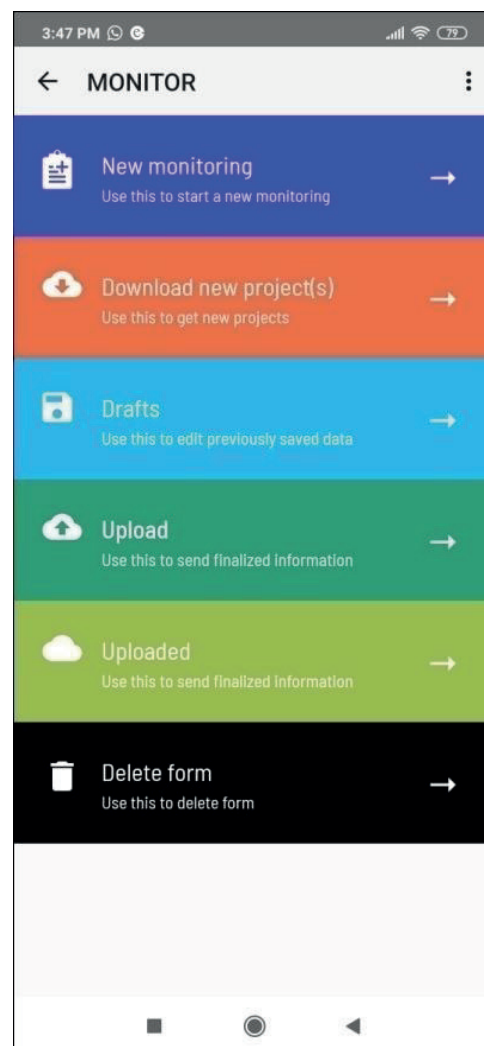 3:47 PM
79
MONITOR
New monitoring
Use this to start a new monitoring
Download new project(s)
Use this to get new projects
Drafts
Use this to edit previously saved data
Upload
Use this to send finalized information
Uploaded
Use this to send finalized information
Delete form
Use this to delete form